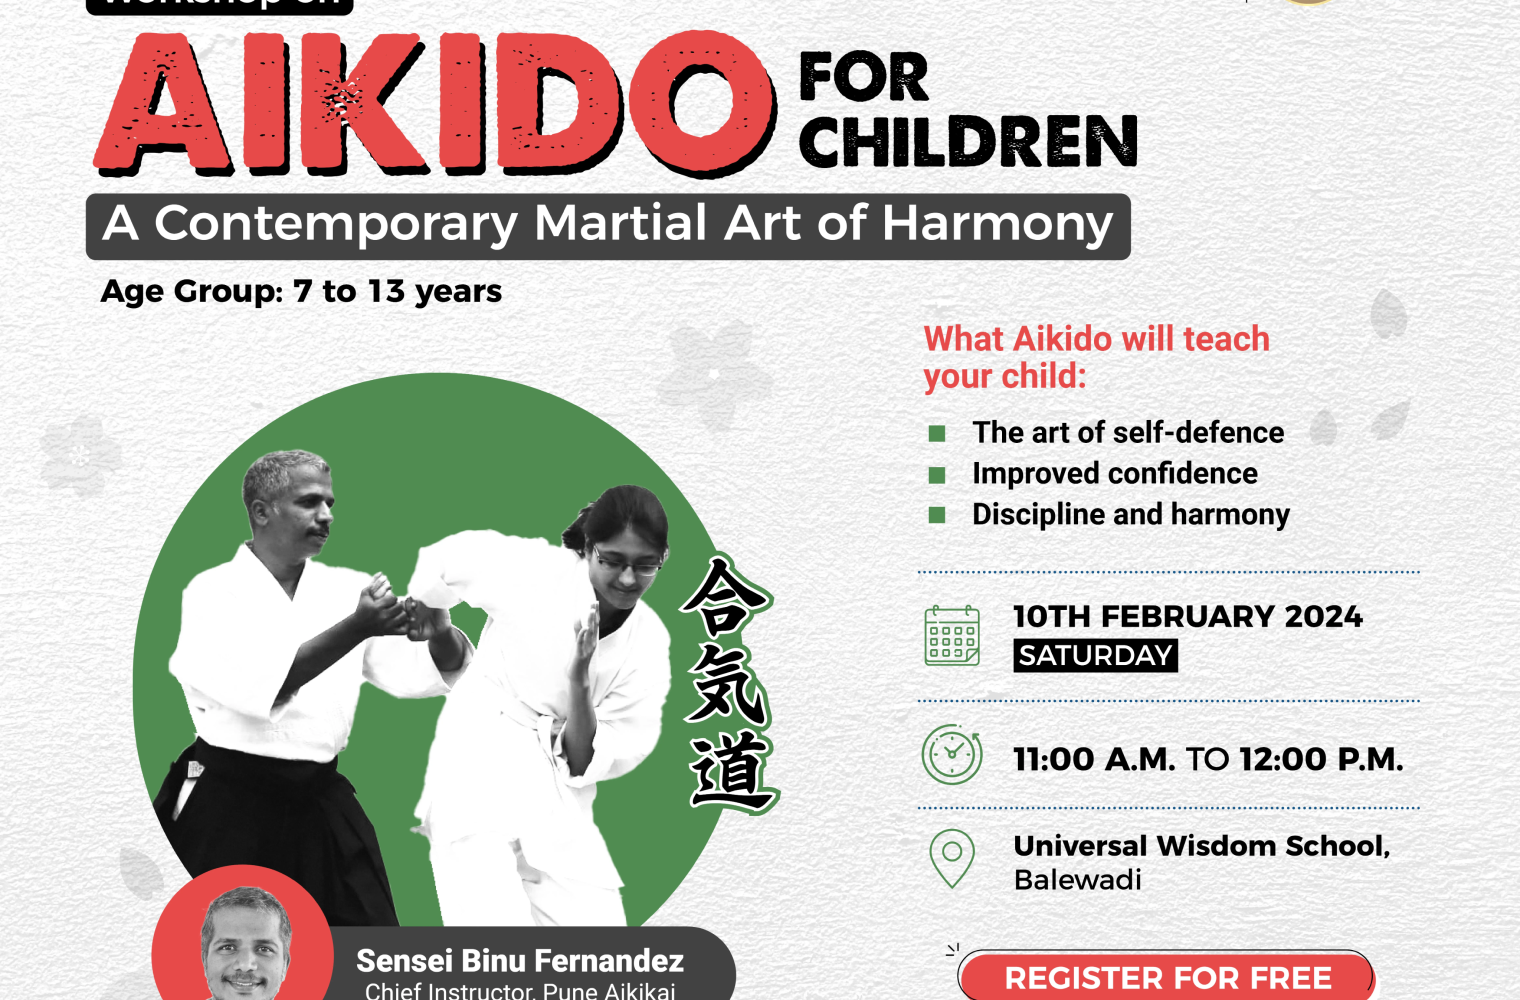 Workshop on
AIKIDO
FOR
CHILDREN
A Contemporary Martial Art of Harmony
Age Group: 7 to 13 years
What Aikido will teach
your child:
The art of self-defence
Improved confidence
Discipline and harmony
合
気
道
10TH FEBRUARY 2024
SATURDAY
11:00 A.M. TO 12:00 P.M.
Universal Wisdom School,
Balewadi
Sensei Binu Fernandez
Chief Instructor, Pune Aikikai
REGISTER FOR FREE